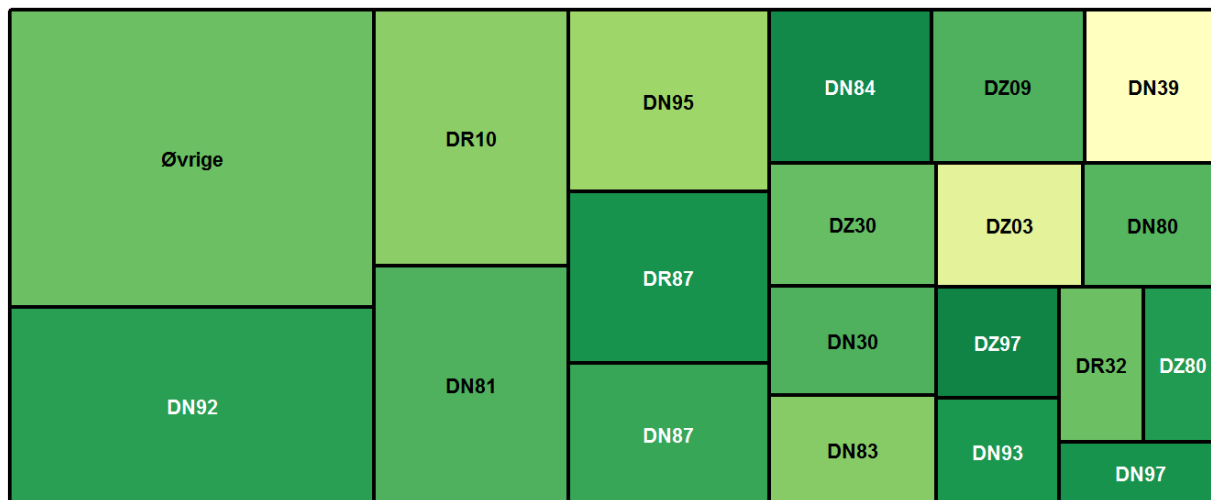 Øvrige
DN92
DR10
DN81
DN95
DR87
DN87
DN84
DZ09
DN39
DZ30
DZ03
DN80
DN30
DN83
DZ97
DN93
DR32
DZ80
DN97